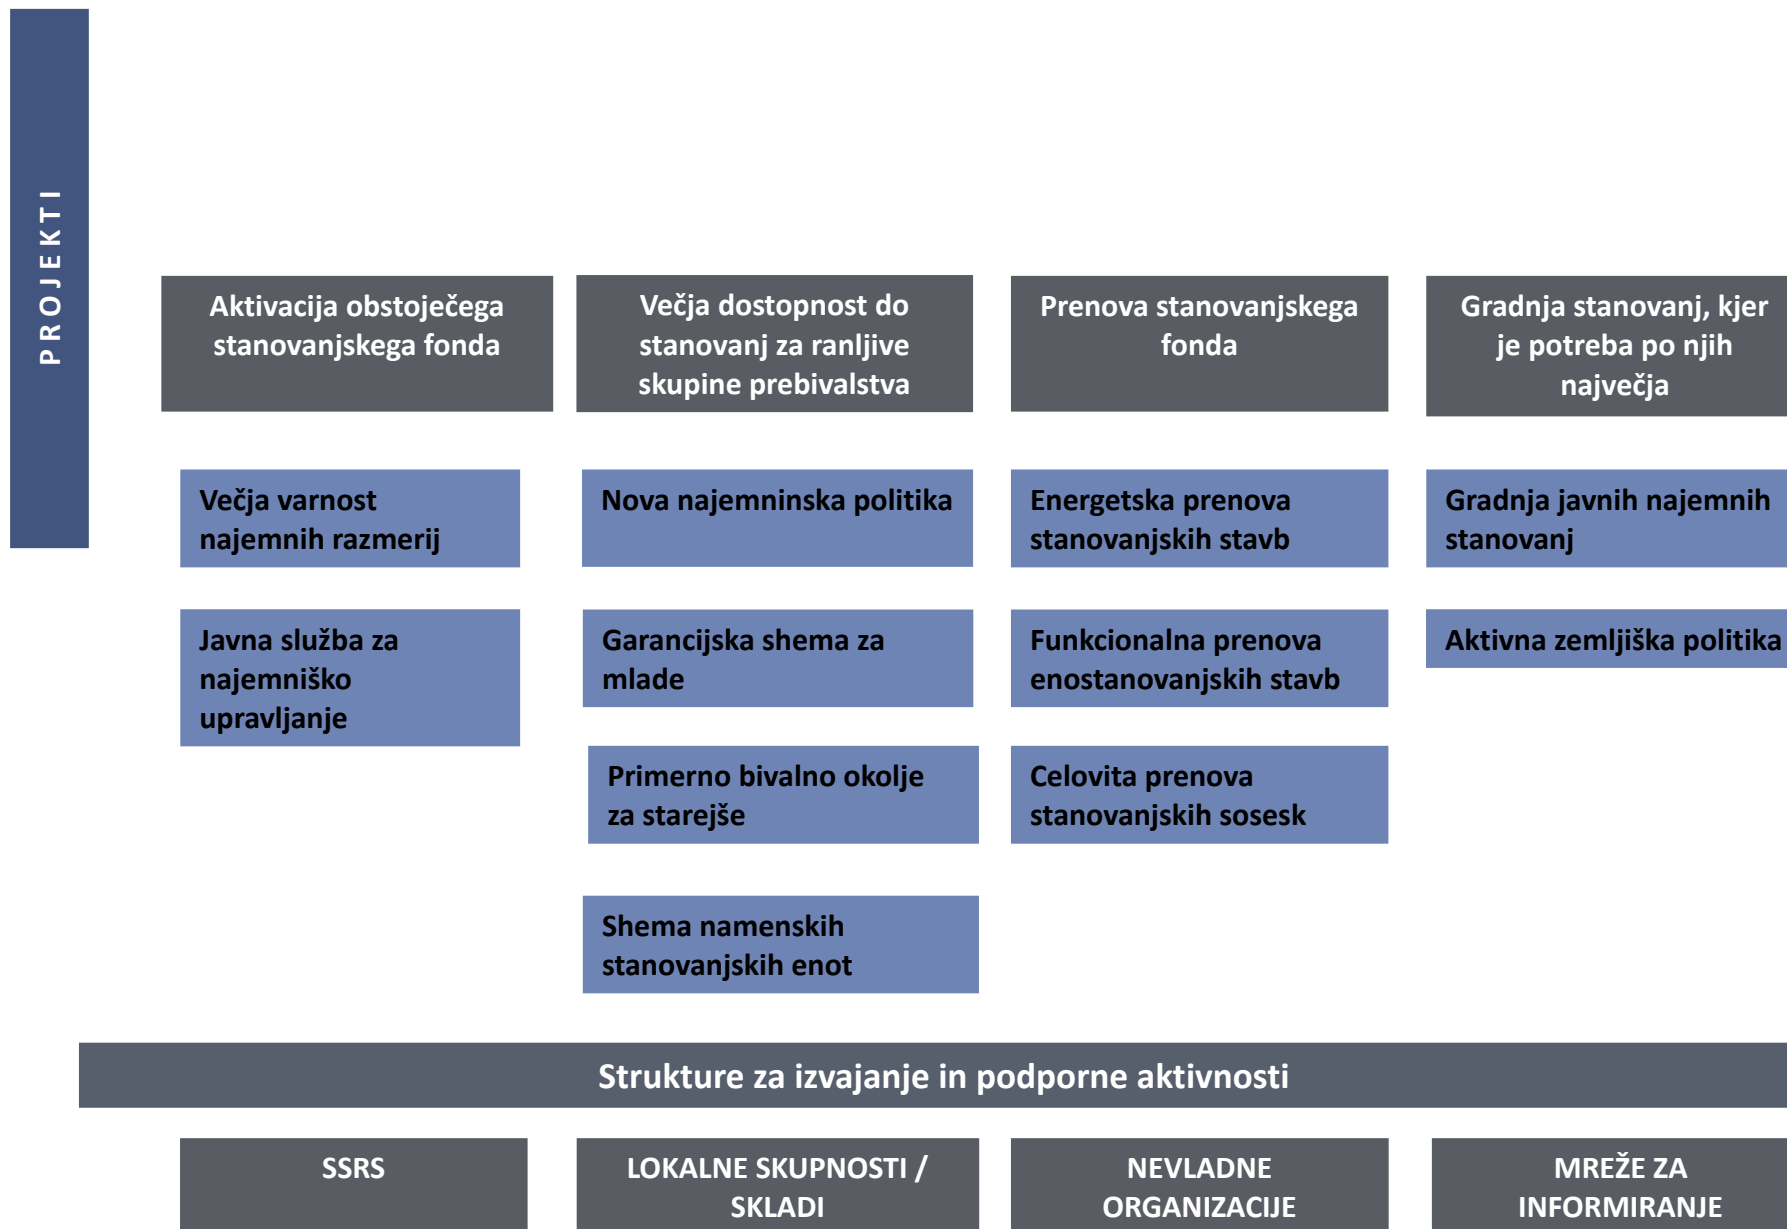 PROJEKTI
Aktivacija obstoječega
stanovanjskega fonda
Večja dostopnost do
stanovanj za ranljive
skupine prebivalstva
Prenova stanovanjskega
fonda
Gradnja stanovanj, kjer
je potreba po njih
največja
Večja varnost
najemnih razmerij
Nova najemninska politika
Energetska prenova
stanovanjskih stavb
Gradnja javnih najemnih
stanovanj
Javna služba za
najemniško
upravljanje
Garancijska shema za
mlade
Funkcionalna prenova
enostanovanjskih stavb
Aktivna zemljiška politika
Primerno bivalno okolje
za starejše
Celovita prenova
stanovanjskih sosesk
Shema namenskih
stanovanjskih enot
Strukture za izvajanje in podporne aktivnosti
SSRS
LOKALNE SKUPNOSTI /
SKLADI
NEVLADNE
ORGANIZACIJE
MREŽE ZA
INFORMIRANJE